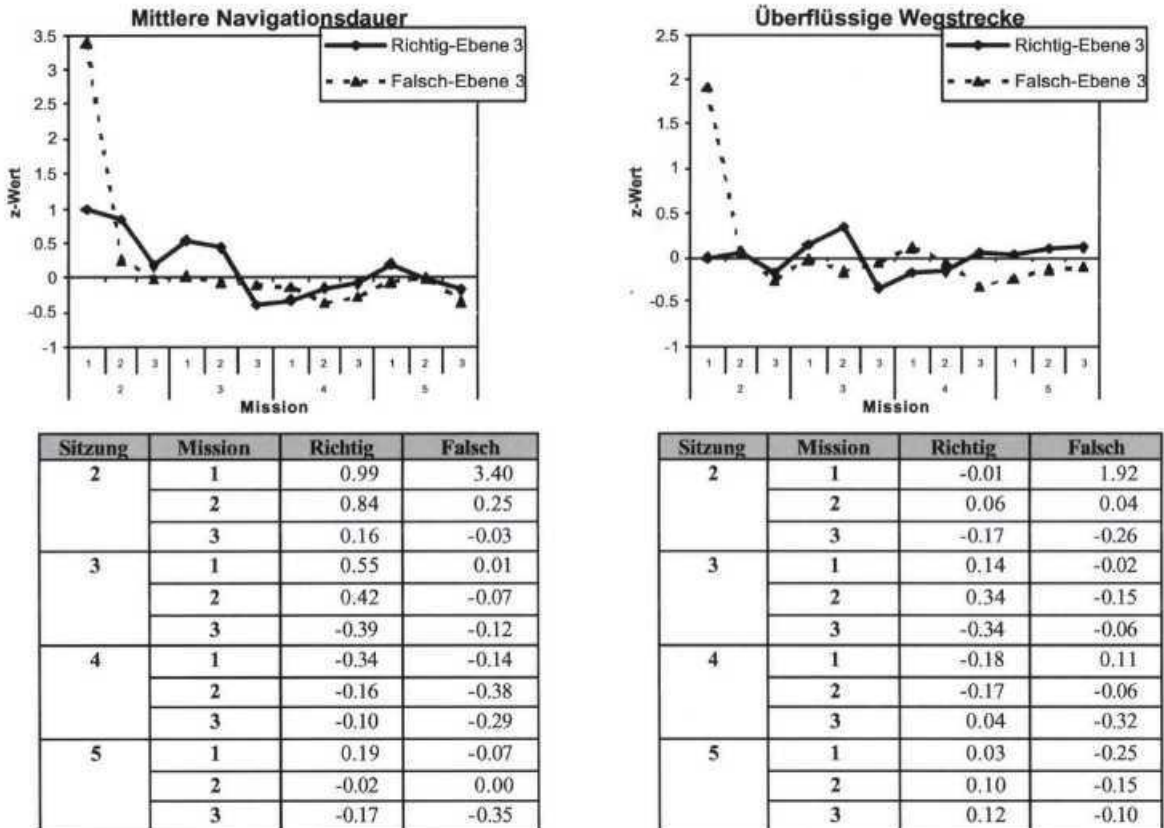 Mittlere Navigationsdauer
3.5
3
2.5
2
1.5
1
0.5
0
-0.5
-1
z-Wert
Richtig-Ebene 3
Falsch-Ebene 3
1 2 3 1 2 3 1 2 3 1 2 3
2 3 4 5
Mission
Überflüssige Wegstrecke
2.5
2
1.5
1
0.5
0
-0.5
-1
z-Wert
Richtig-Ebene 3
Falsch-Ebene 3
1 2 3 1 2 3 1 2 3 1 2 3
2 3 4 5
Mission
Sitzung Mission Richtig Falsch
2 1 0.99 3.40
2 0.84 0.25
3 0.16 -0.03
3 1 0.55 0.01
2 0.42 -0.07
3 -0.39 -0.12
4 1 -0.34 -0.14
2 -0.16 -0.38
3 -0.10 -0.29
5 1 0.19 -0.07
2 -0.02 0.00
3 -0.17 -0.35
Sitzung Mission Richtig Falsch
2 1 -0.01 1.92
2 0.06 0.04
3 -0.17 -0.26
3 1 0.14 -0.02
2 0.34 -0.15
3 -0.34 -0.06
4 1 -0.18 0.11
2 -0.17 -0.06
3 0.04 -0.32
5 1 0.03 -0.25
2 0.10 -0.15
3 0.12 -0.10